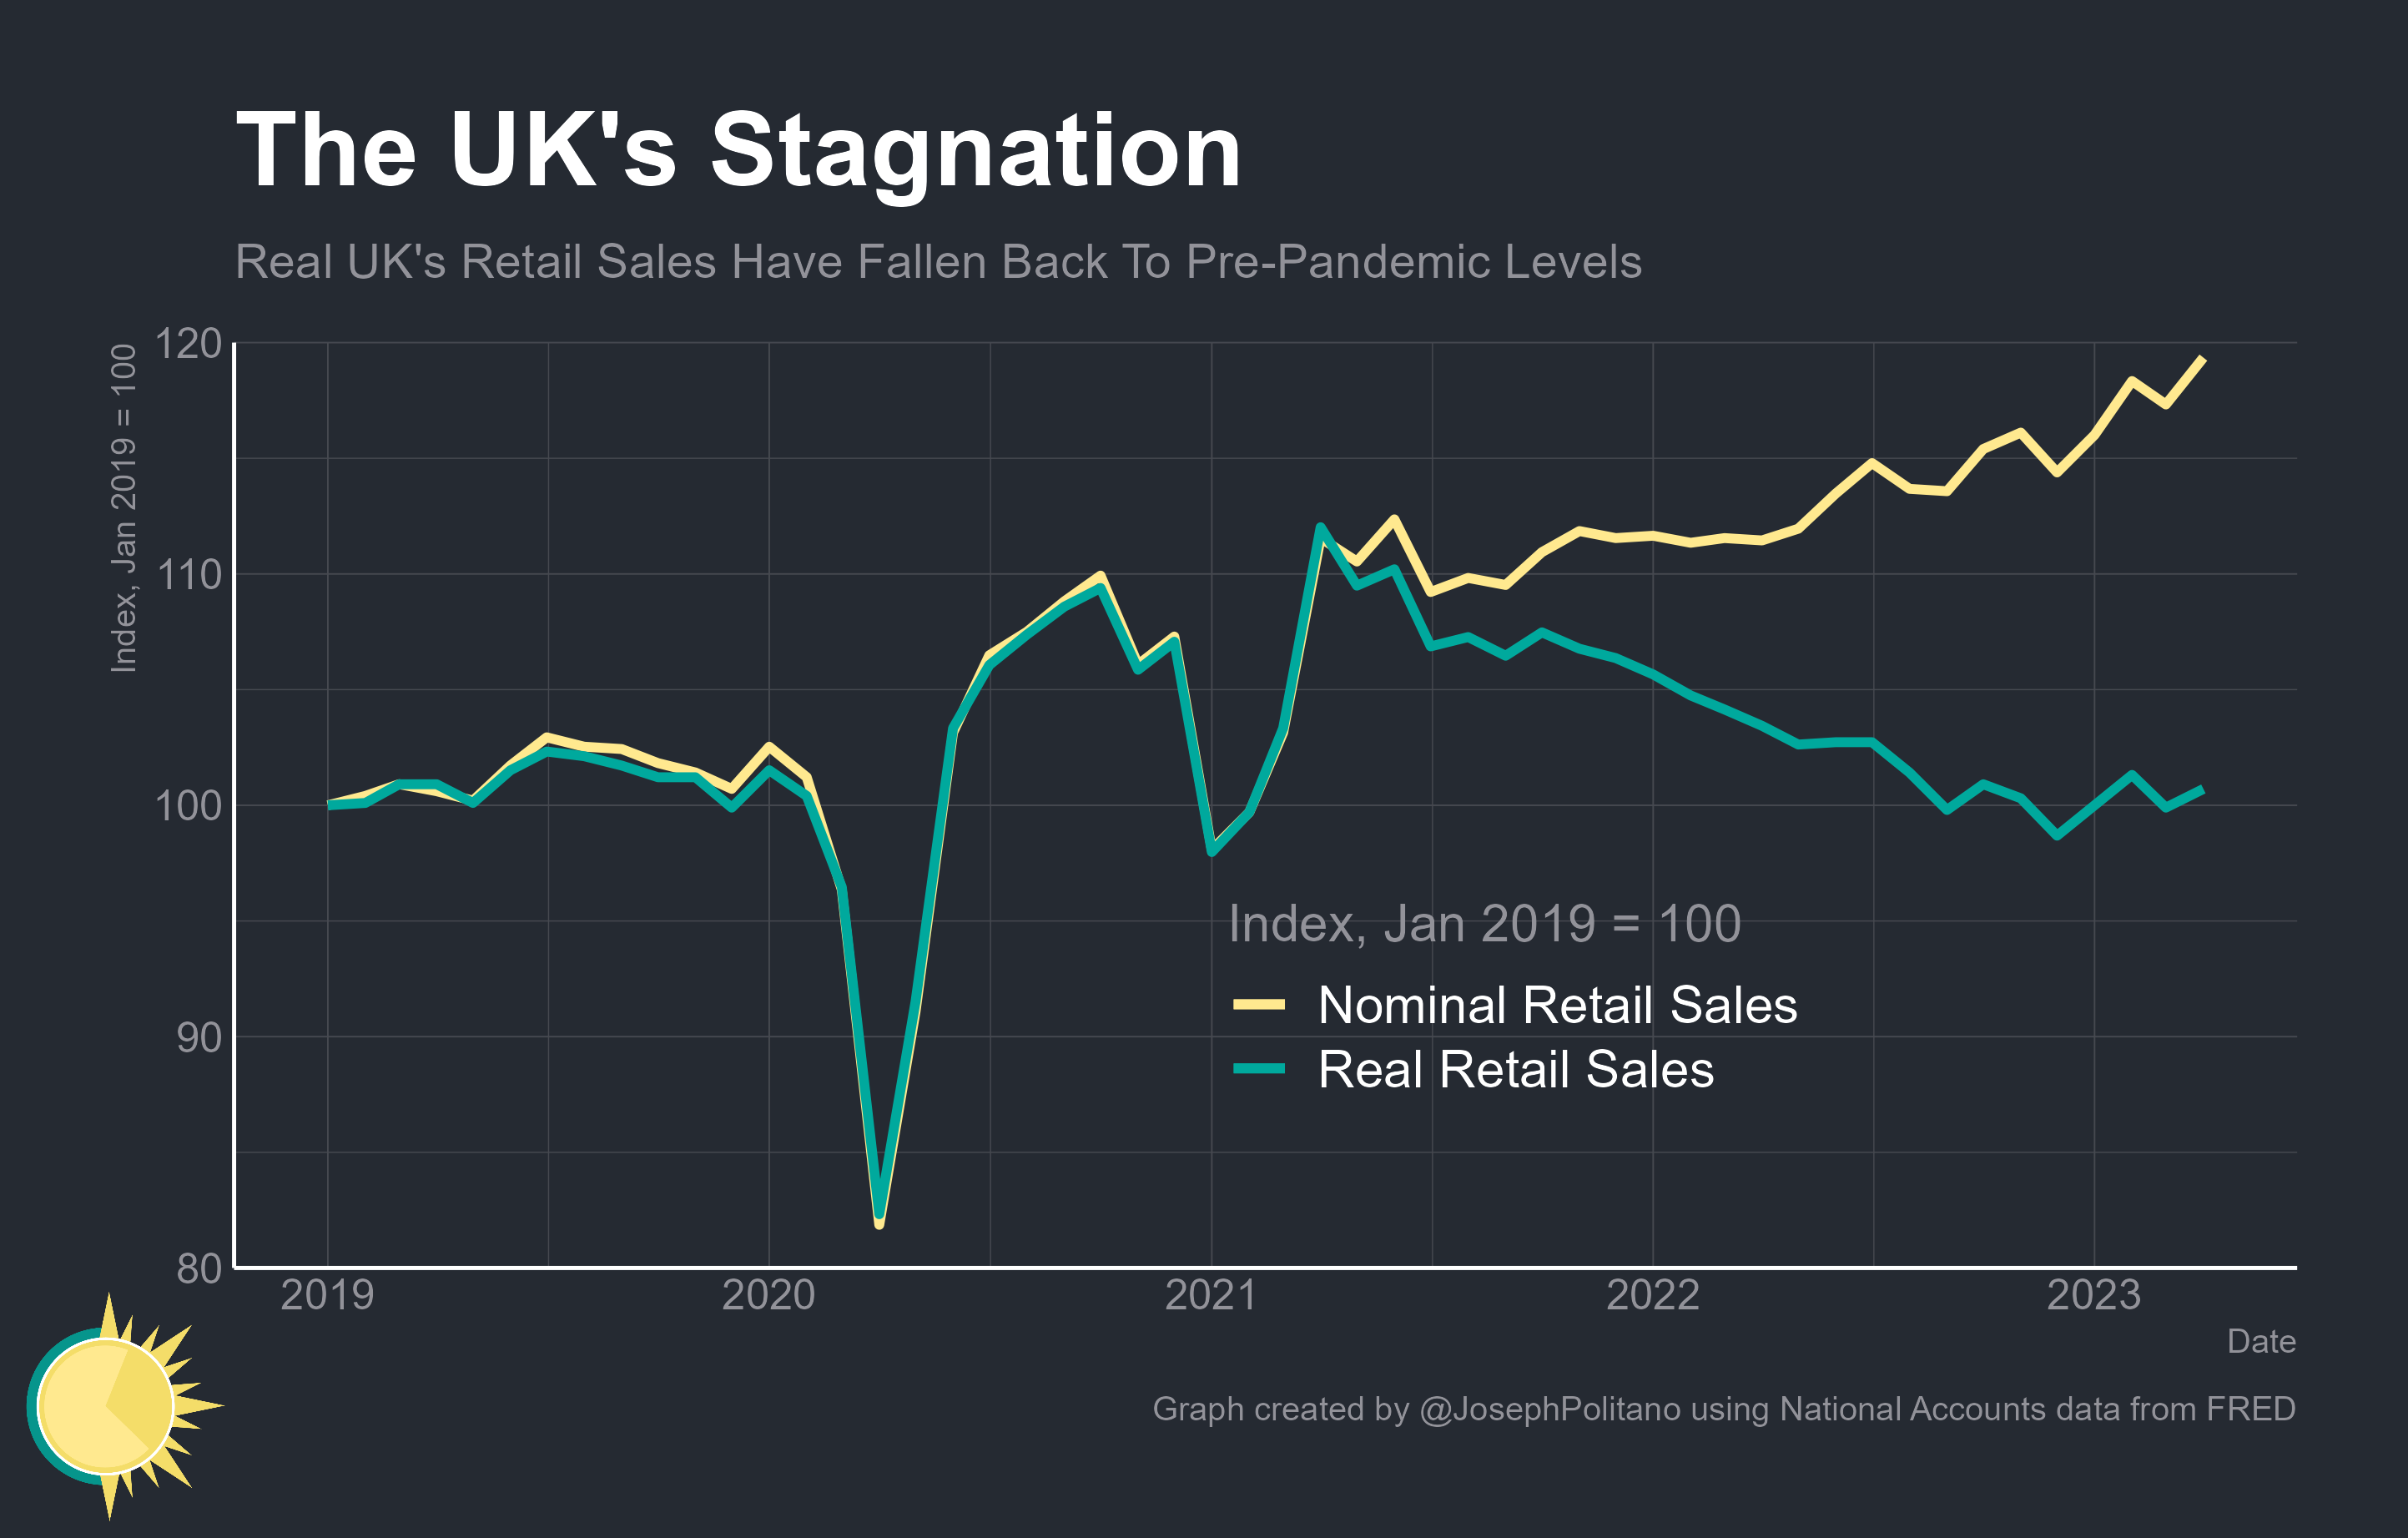 The UK's Stagnation
Real UK's Retail Sales Have Fallen Back To Pre-Pandemic Levels
Index, Jan 2019 = 100
120
110
100
90
80
Index, Jan 2019 = 100
Nominal Retail Sales
Real Retail Sales
2019 2020 2021 2022 2023
Date
Graph created by @JosephPolitano using National Accounts data from FRED